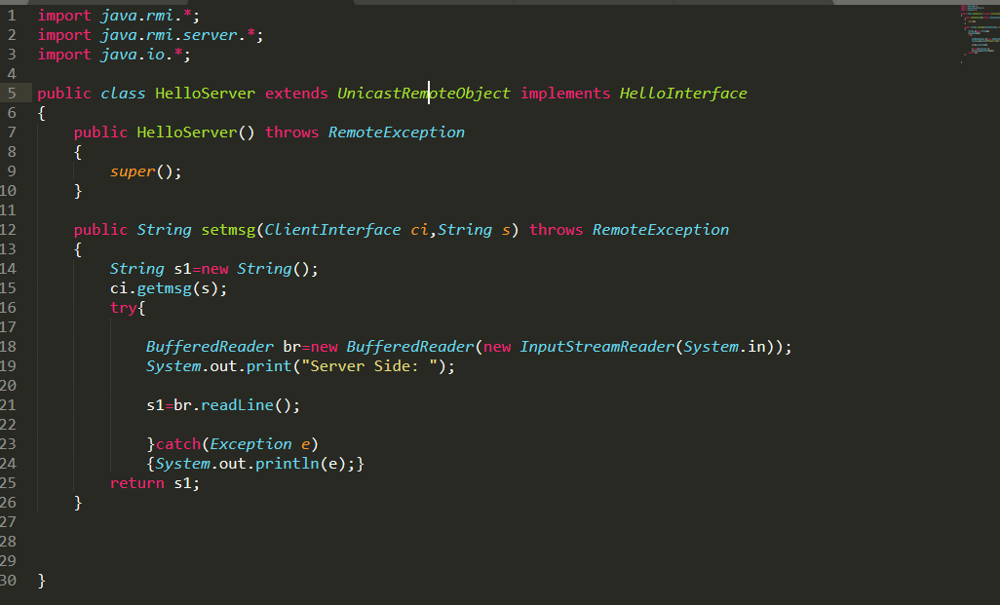 1 import java.rmi.*;
2 import java.rmi.server.*;
3 import java.io.*;
4
5 public class HelloServer extends UnicastRemoteObject implements HelloInterface
6 {
7     public HelloServer() throws RemoteException
8     {
9         super();
10     }
11
12     public String setmsg(ClientInterface ci,String s) throws RemoteException
13     {
14         String s1=new String();
15         ci.getmsg(s);
16         try{
17
18             BufferedReader br=new BufferedReader(new InputStreamReader(System.in));
19             System.out.print("Server Side: ");
20
21             s1=br.readLine();
22
23             }catch(Exception e)
24             {System.out.println(e);}
25         return s1;
26     }
27
28
29
30 }